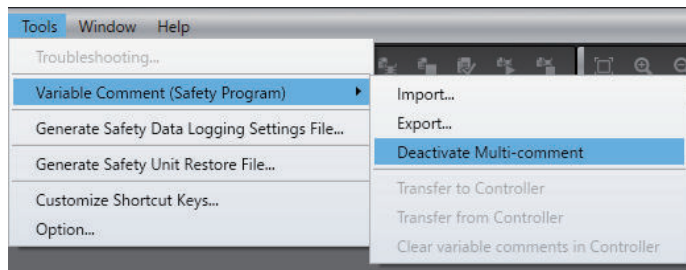 Tools Window Help
Troubleshooting...
Variable Comment (Safety Program)
Generate Safety Data Logging Settings File...
Generate Safety Unit Restore File...
Customize Shortcut Keys...
Option...
Import...
Export...
Deactivate Multi-comment
Transfer to Controller
Transfer from Controller
Clear variable comments in Controller